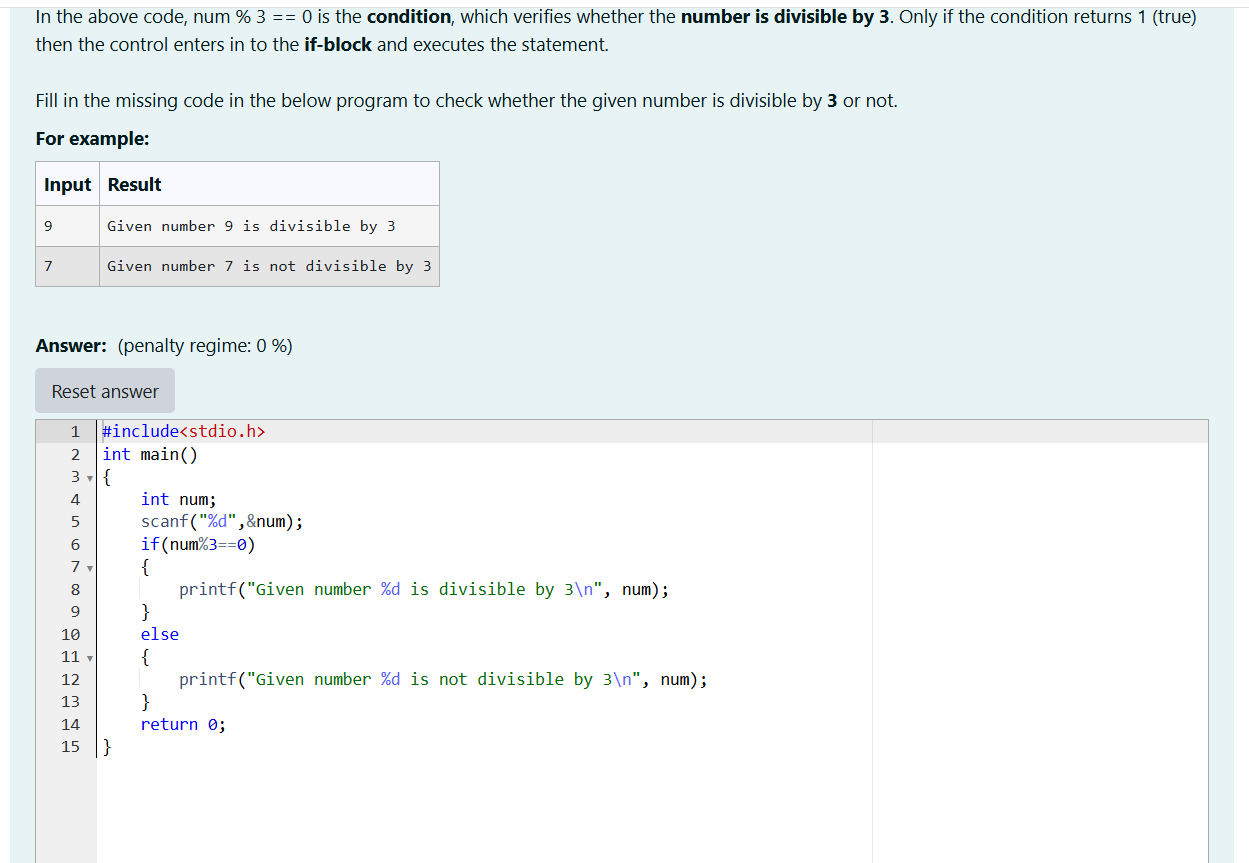 In the above code, num % 3 == 0 is the condition, which verifies whether the number is divisible by 3. Only if the condition returns 1 (true)
then the control enters in to the if-block and executes the statement.
Fill in the missing code in the below program to check whether the given number is divisible by 3 or not.
For example:
Input Result
9 Given number 9 is divisible by 3
7 Given number 7 is not divisible by 3
Answer: (penalty regime: 0 %)
Reset answer
1 #include<stdio.h>
2 int main()
3 {
4     int num;
5     scanf("%d",&num);
6     if(num%3==0)
7     {
8         printf("Given number %d is divisible by 3\n", num);
9     }
10     else
11     {
12         printf("Given number %d is not divisible by 3\n", num);
13     }
14     return 0;
15 }